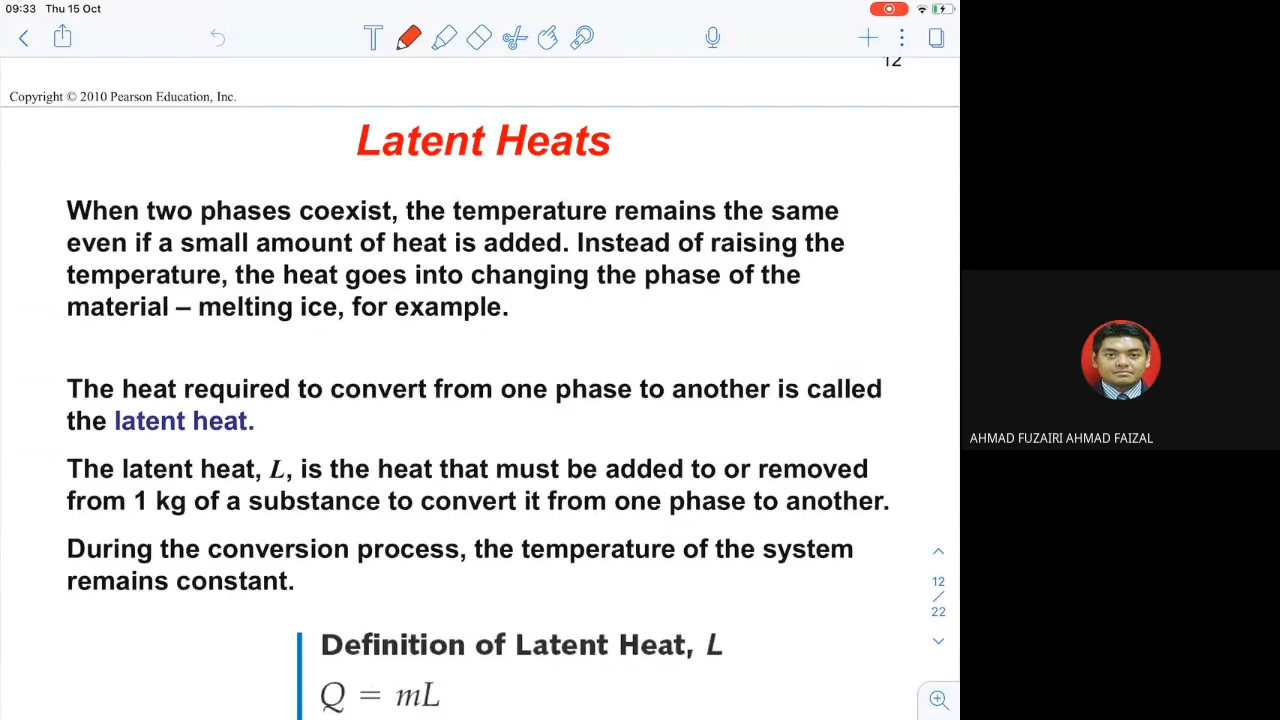 09:33 Thu 15 Oct
12
Copyright © 2010 Pearson Education, Inc.
Latent Heats
When two phases coexist, the temperature remains the same
even if a small amount of heat is added. Instead of raising the
temperature, the heat goes into changing the phase of the
material – melting ice, for example.
The heat required to convert from one phase to another is called
the latent heat.
The latent heat, L, is the heat that must be added to or removed
from 1 kg of a substance to convert it from one phase to another.
During the conversion process, the temperature of the system
remains constant.
12
/
22
Definition of Latent Heat, L
Q = mL
AHMAD FUZAIRI AHMAD FAIZAL